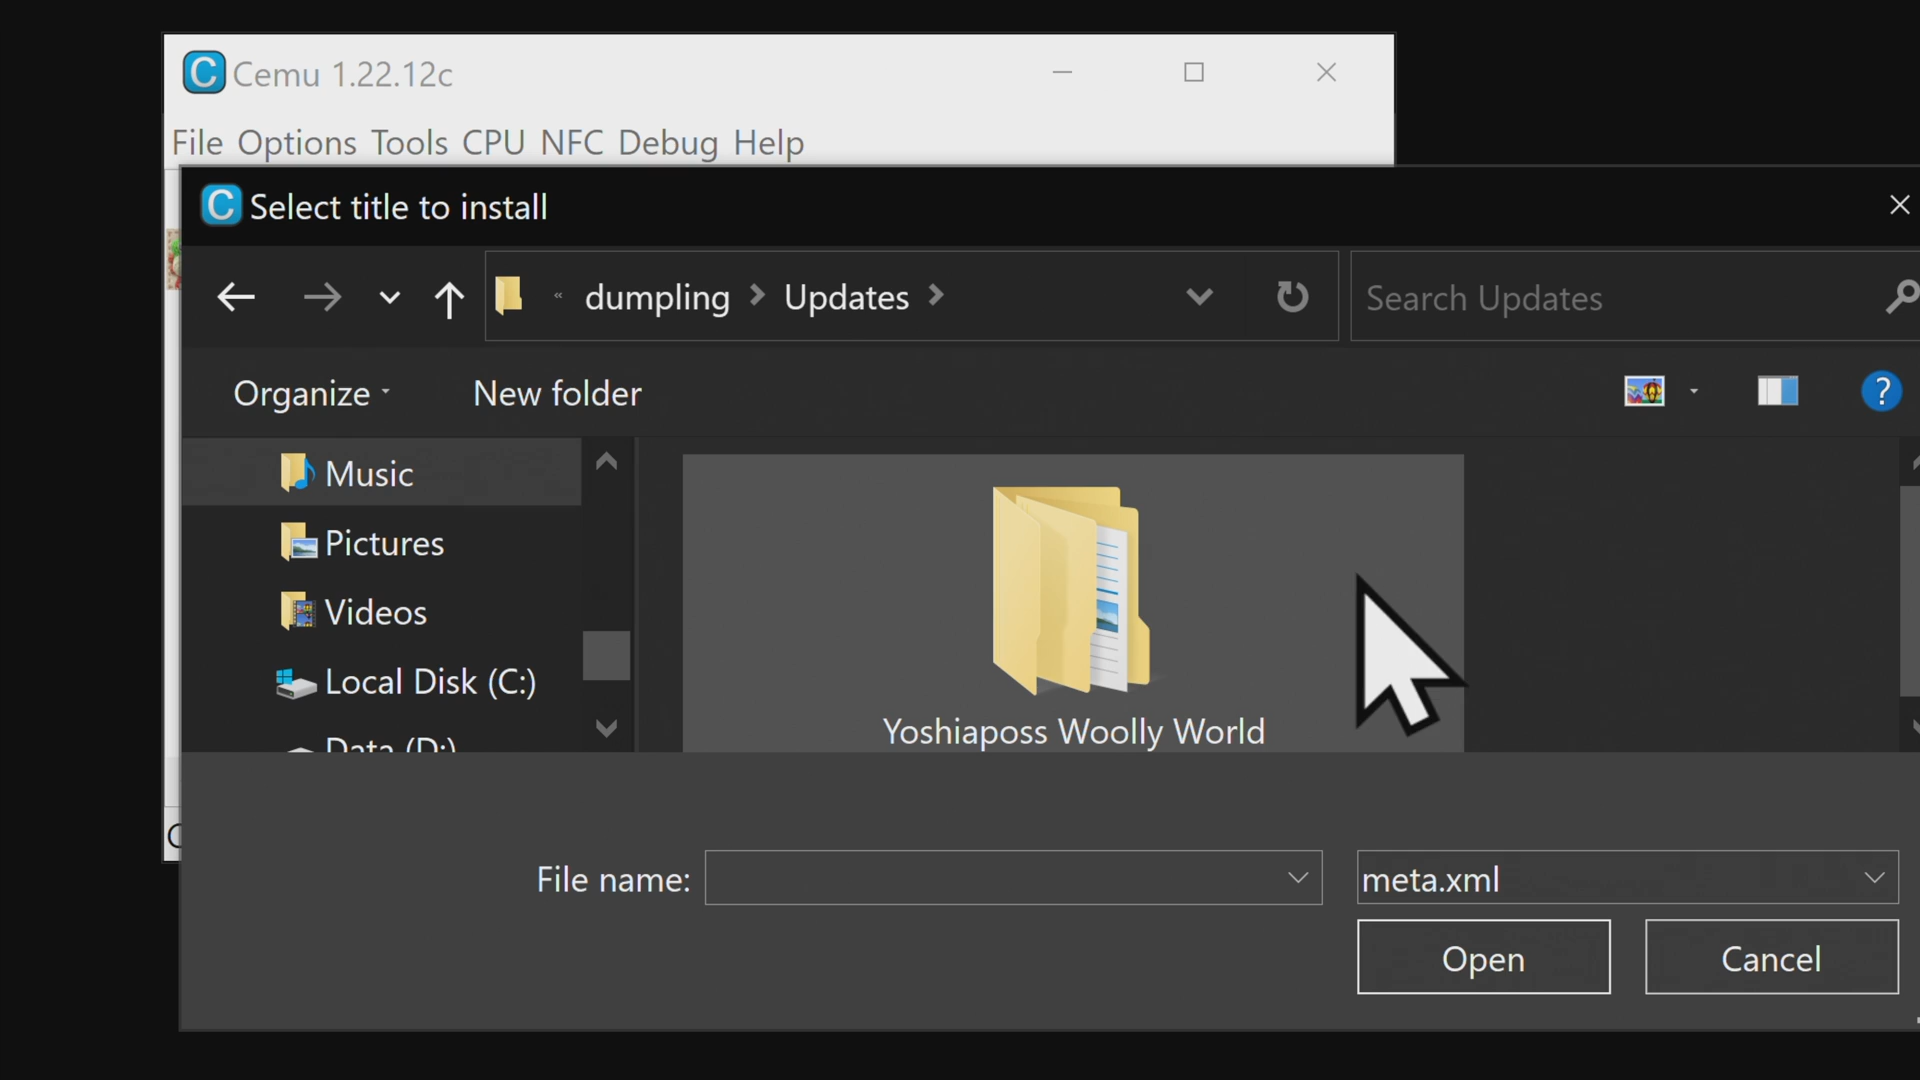 Cemu 1.22.12c
File Options Tools CPU NFC Debug Help
Select title to install
« dumpling > Updates >
Search Updates
Organize
New folder
Music
Pictures
Videos
Local Disk (C:)
Data (D:)
Yoshiaposs Woolly World
File name:
meta.xml
Open
Cancel